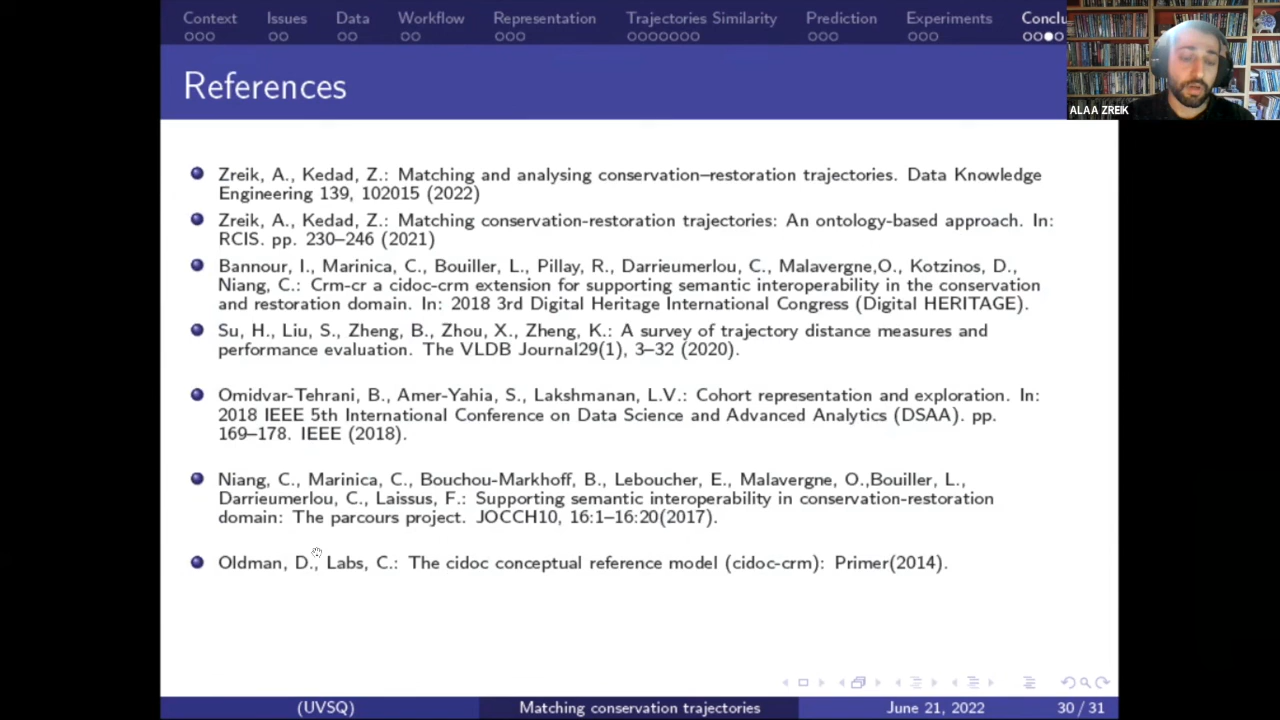 Context Issues Data Workflow Representation Trajectories Similarity Prediction Experiments Conclu
ALAA ZREIK
References
Zreik, A., Kedad, Z.: Matching and analysing conservation–restoration trajectories. Data Knowledge
Engineering 139, 102015 (2022)
Zreik, A., Kedad, Z.: Matching conservation-restoration trajectories: An ontology-based approach. In:
RCIS. pp. 230–246 (2021)
Bannour, I., Marinica, C., Bouiller, L., Pillay, R., Darrieumerlou, C., Malavergne,O., Kotzinos, D.,
Niang, C.: Crm-cr a cidoc-crm extension for supporting semantic interoperability in the conservation
and restoration domain. In: 2018 3rd Digital Heritage International Congress (Digital HERITAGE).
Su, H., Liu, S., Zheng, B., Zhou, X., Zheng, K.: A survey of trajectory distance measures and
performance evaluation. The VLDB Journal29(1), 3–32 (2020).
Omidvar-Tehrani, B., Amer-Yahia, S., Lakshmanan, L.V.: Cohort representation and exploration. In:
2018 IEEE 5th International Conference on Data Science and Advanced Analytics (DSAA). pp.
169–178. IEEE (2018).
Niang, C., Marinica, C., Bouchou-Markhoff, B., Leboucher, E., Malavergne, O.,Bouiller, L.,
Darrieumerlou, C., Laissus, F.: Supporting semantic interoperability in conservation-restoration
domain: The parcours project. JOCCH10, 16:1–16:20(2017).
Oldman, D., Labs, C.: The cidoc conceptual reference model (cidoc-crm): Primer(2014).
(UVSQ) Matching conservation trajectories June 21, 2022 30 / 31